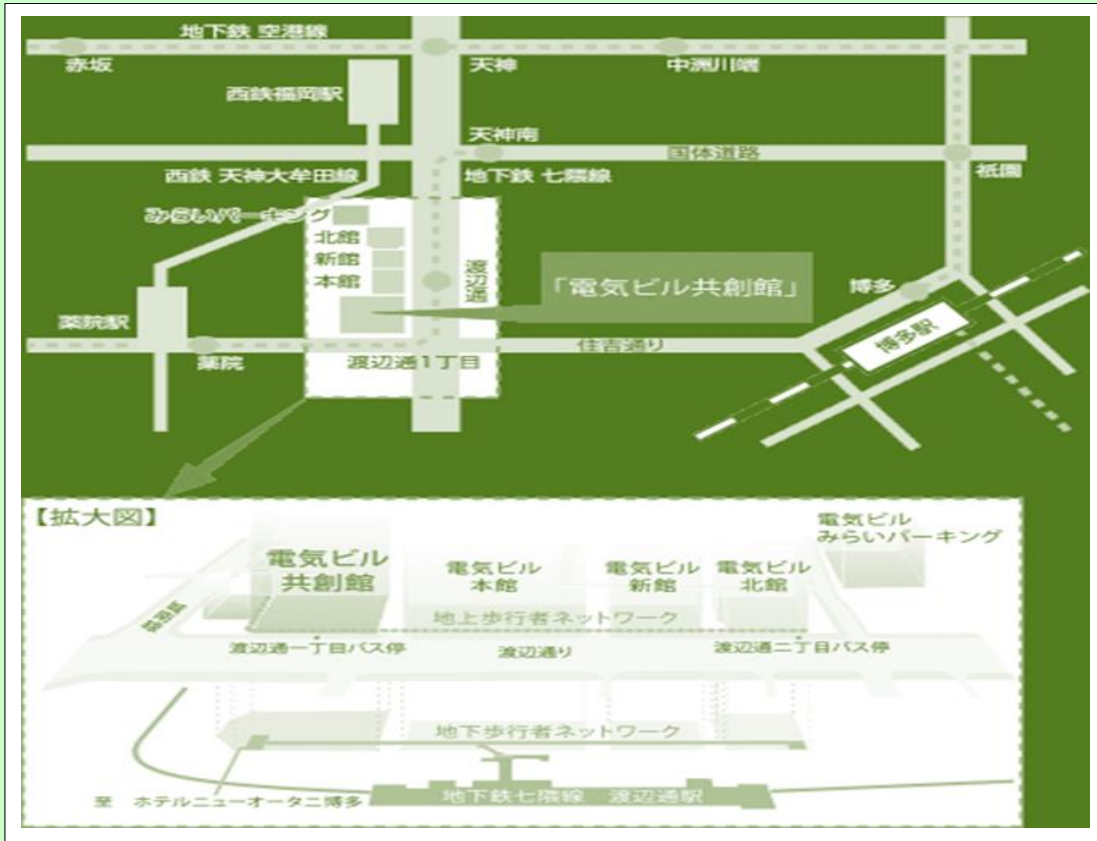 地下鉄 空港線
赤坂
天神
中洲川端
西鉄福岡駅
天神南
国体道路
西鉄 天神大牟田線
地下鉄 七隈線
祇園
みらいパーキング
北館
新館
本館
渡辺通
「電気ビル共創館」
博多
博多駅
薬院駅
薬院
住吉通り
渡辺通1丁目
【拡大図】
電気ビル
みらいパーキング
電気ビル
共創館
電気ビル
本館
電気ビル
新館
電気ビル
北館
地上歩行者ネットワーク
渡辺通一丁目バス停
渡辺通り
渡辺通二丁目バス停
地下歩行者ネットワーク
至 ホテルニューオータニ博多
地下鉄七隈線 渡辺通駅